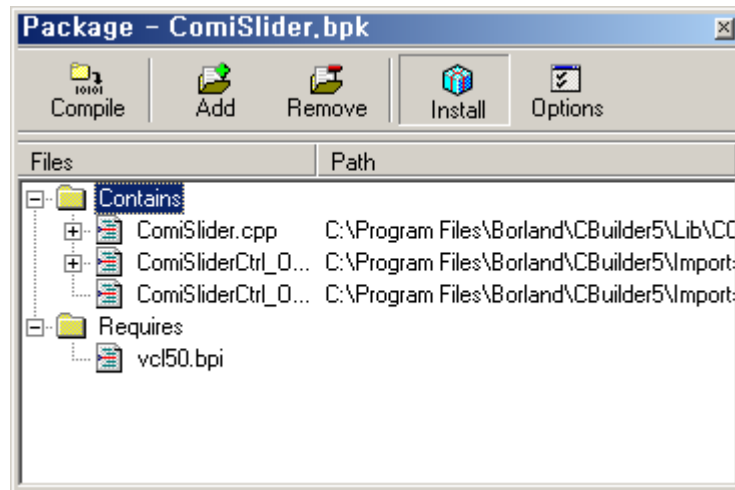 Package - ComiSlider.bpk
Compile Add Remove Install Options
Files Path
Contains
ComiSlider.cpp C:\Program Files\Borland\CBuilder5\Lib\CO
ComiSliderCtrl_O... C:\Program Files\Borland\CBuilder5\Import
ComiSliderCtrl_O... C:\Program Files\Borland\CBuilder5\Import
Requires
vcl50.bpi